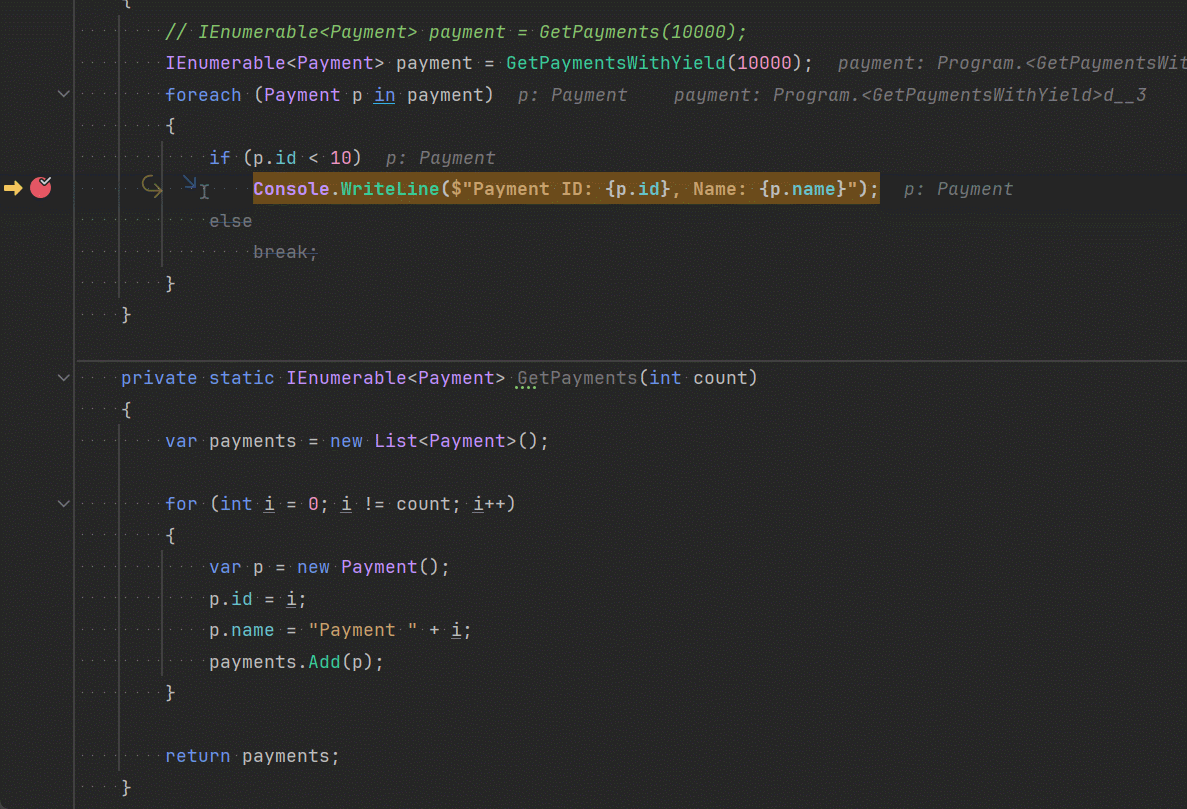 {
// IEnumerable<Payment> payment = GetPayments(10000);
IEnumerable<Payment> payment = GetPaymentsWithYield(10000); payment: Program.<GetPaymentsWit
foreach (Payment p in payment) p: Payment payment: Program.<GetPaymentsWithYield>d__3
{
if (p.id < 10) p: Payment
Console.WriteLine($"Payment ID: {p.id}, Name: {p.name}"); p: Payment
else
break;
}
}
private static IEnumerable<Payment> GetPayments(int count)
{
var payments = new List<Payment>();
for (int i = 0; i != count; i++)
{
var p = new Payment();
p.id = i;
p.name = "Payment " + i;
payments.Add(p);
}
return payments;
}